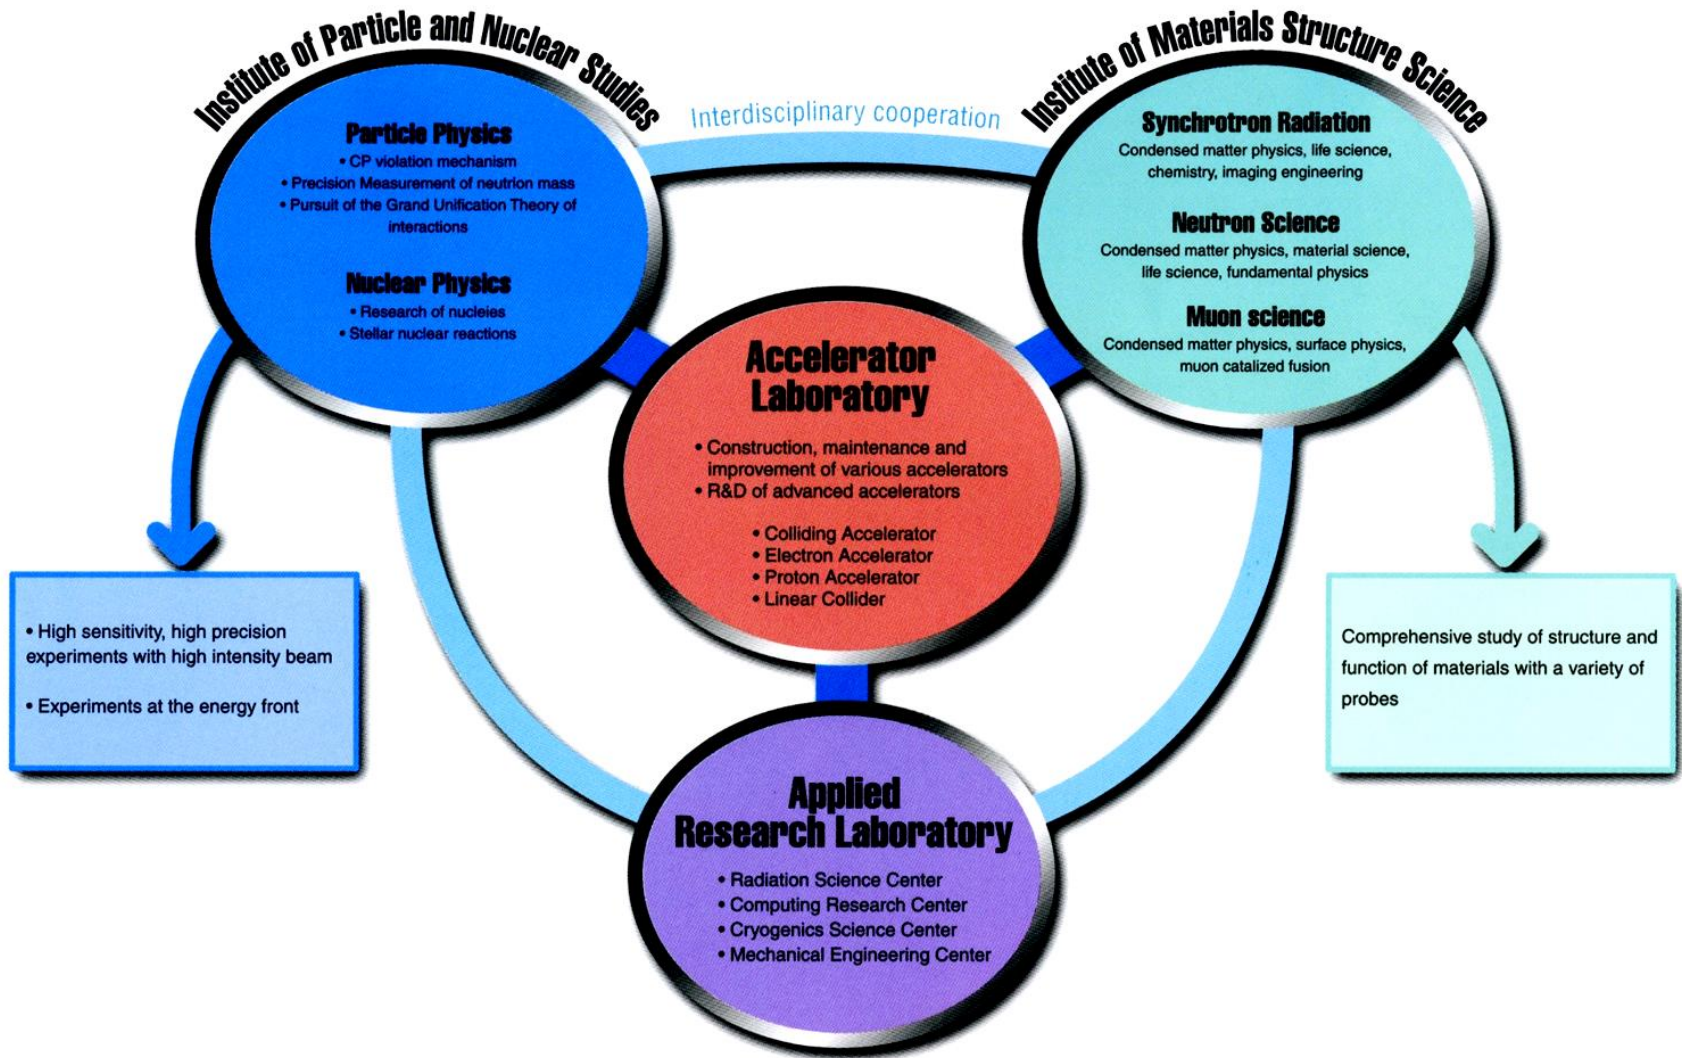 Institute of Particle and Nuclear Studies
Particle Physics
• CP violation mechanism
• Precision Measurement of neutrion mass
• Pursuit of the Grand Unification Theory of
interactions
Nuclear Physics
• Research of nucleies
• Stellar nuclear reactions
Interdisciplinary cooperation
Institute of Materials Structure Science
Synchrotron Radiation
Condensed matter physics, life science,
chemistry, imaging engineering
Neutron Science
Condensed matter physics, material science,
life science, fundamental physics
Muon science
Condensed matter physics, surface physics,
muon catalized fusion
Accelerator
Laboratory
• Construction, maintenance and
improvement of various accelerators
• R&D of advanced accelerators
• Colliding Accelerator
• Electron Accelerator
• Proton Accelerator
• Linear Collider
• High sensitivity, high precision
experiments with high intensity beam
• Experiments at the energy front
Comprehensive study of structure and
function of materials with a variety of
probes
Applied
Research Laboratory
• Radiation Science Center
• Computing Research Center
• Cryogenics Science Center
• Mechanical Engineering Center